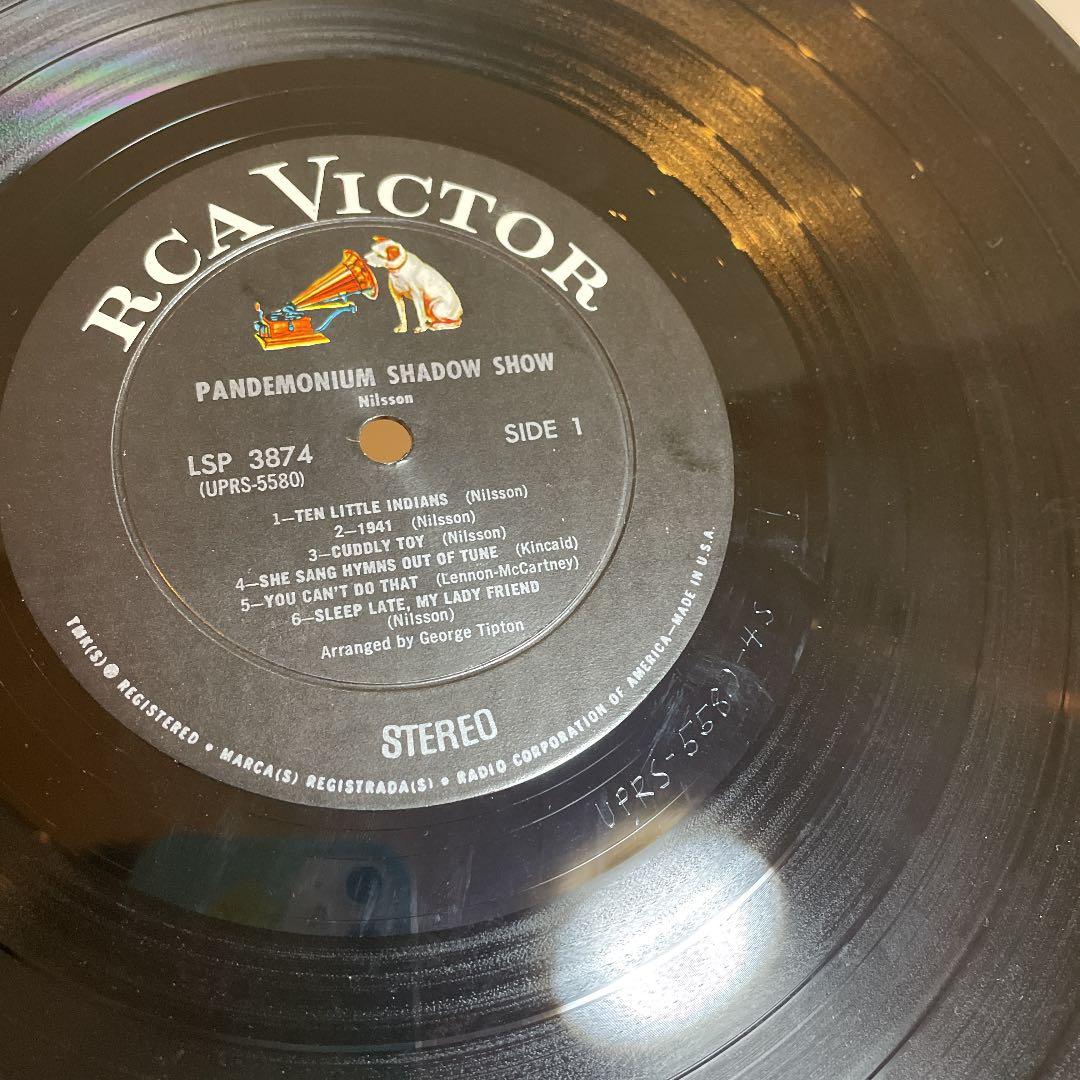 RCA VICTOR
PANDEMONIUM SHADOW SHOW
Nilsson
LSP 3874
(UPRS-5580)
SIDE 1
1—TEN LITTLE INDIANS (Nilsson)
2—1941 (Nilsson)
3—CUDDLY TOY (Nilsson)
4—SHE SANG HYMNS OUT OF TUNE (Kincaid)
5—YOU CAN'T DO THAT (Lennon-McCartney)
6—SLEEP LATE, MY LADY FRIEND
(Nilsson)
Arranged by George Tipton
STEREO
TMK(S) ® REGISTERED • MARCA(S) REGISTRADA(S) • RADIO CORPORATION OF AMERICA—MADE IN U.S.A.